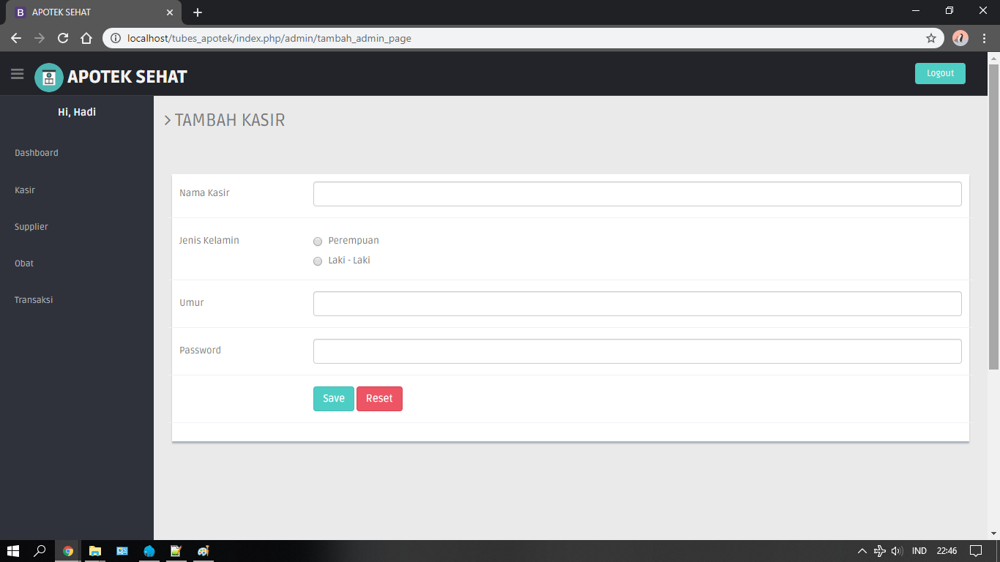 B APOTEK SEHAT
localhost/tubes_apotek/index.php/admin/tambah_admin_page
APOTEK SEHAT
Logout
Hi, Hadi
TAMBAH KASIR
Dashboard
Kasir
Supplier
Obat
Transaksi
Nama Kasir
Jenis Kelamin
Perempuan
Laki - Laki
Umur
Password
Save Reset
IND 22:46